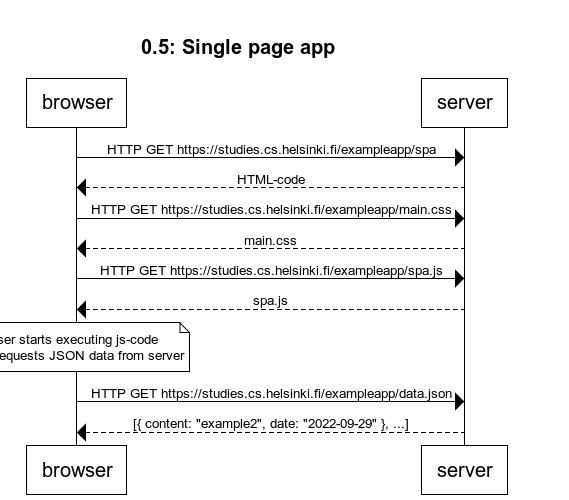 0.5: Single page app
browser server
HTTP GET https://studies.cs.helsinki.fi/exampleapp/spa
HTML-code
HTTP GET https://studies.cs.helsinki.fi/exampleapp/main.css
main.css
HTTP GET https://studies.cs.helsinki.fi/exampleapp/spa.js
spa.js
starts executing js-code
JSON data from server
HTTP GET https://studies.cs.helsinki.fi/exampleapp/data.json
[{ content: "example2", date: "2022-09-29" }, ...]
browser server